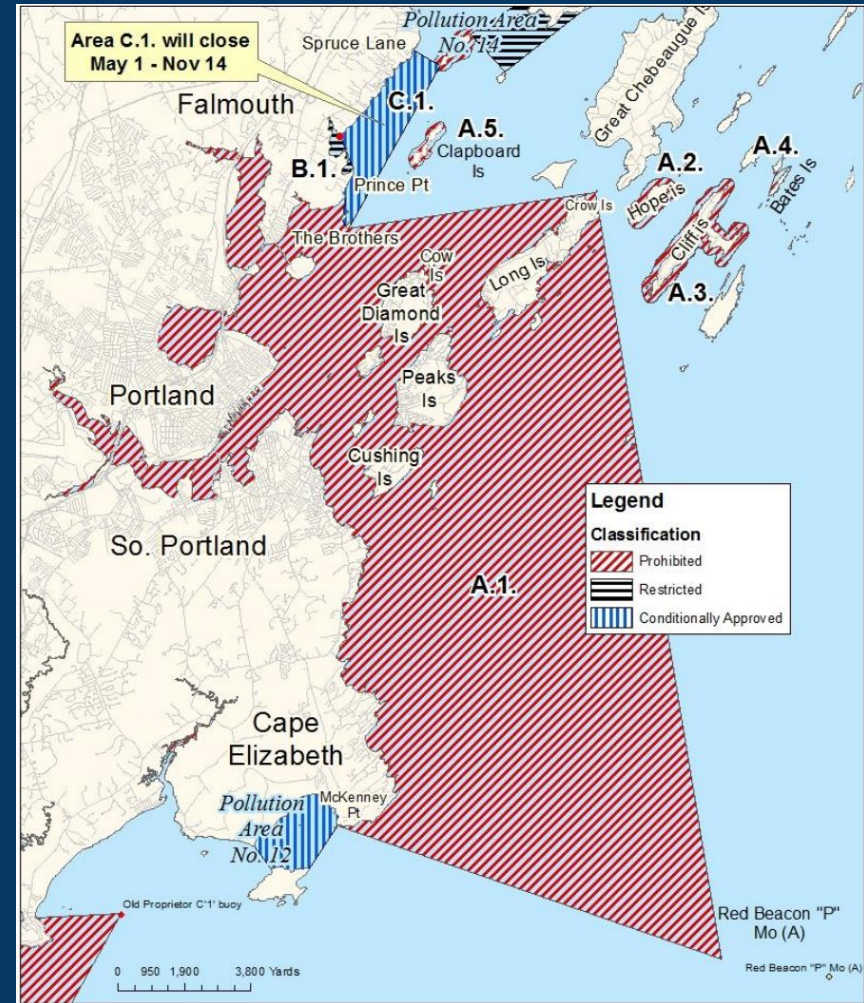 Pollution Area
No. 14
Area C.1. will close
May 1 - Nov 14
Spruce Lane
Great Chebeaugue Is
Falmouth
C.1.
A.5.
Clapboard
Is
A.2.
A.4.
B.1.
Prince Pt
Hope is
Bates Is
Crow Is
The Brothers
Cliff is
Cow
Is
Long Is
A.3.
Great
Diamond
Is
Peaks
Is
Portland
Cushing
Is
Legend
Classification
Prohibited
Restricted
Conditionally Approved
So. Portland
A.1.
Cape
Elizabeth
McKenney
Pt
Pollution
Area
No. 12
Old Proprietor C'1' buoy
Red Beacon "P"
Mo (A)
Red Beacon "P" Mo (A)
0 950 1,900 3,800 Yards